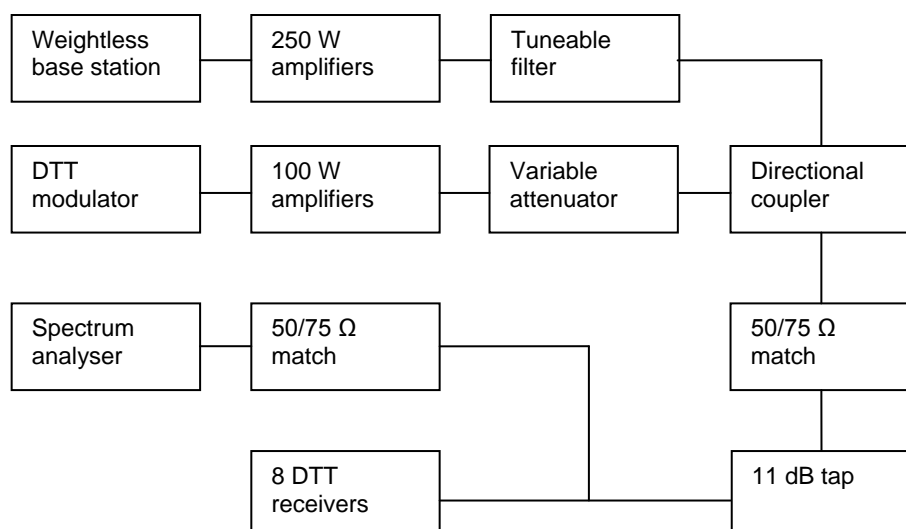 Weightless
base station
250 W
amplifiers
Tuneable
filter
DTT
modulator
100 W
amplifiers
Variable
attenuator
Directional
coupler
Spectrum
analyser
50/75 Ω
match
50/75 Ω
match
8 DTT
receivers
11 dB tap